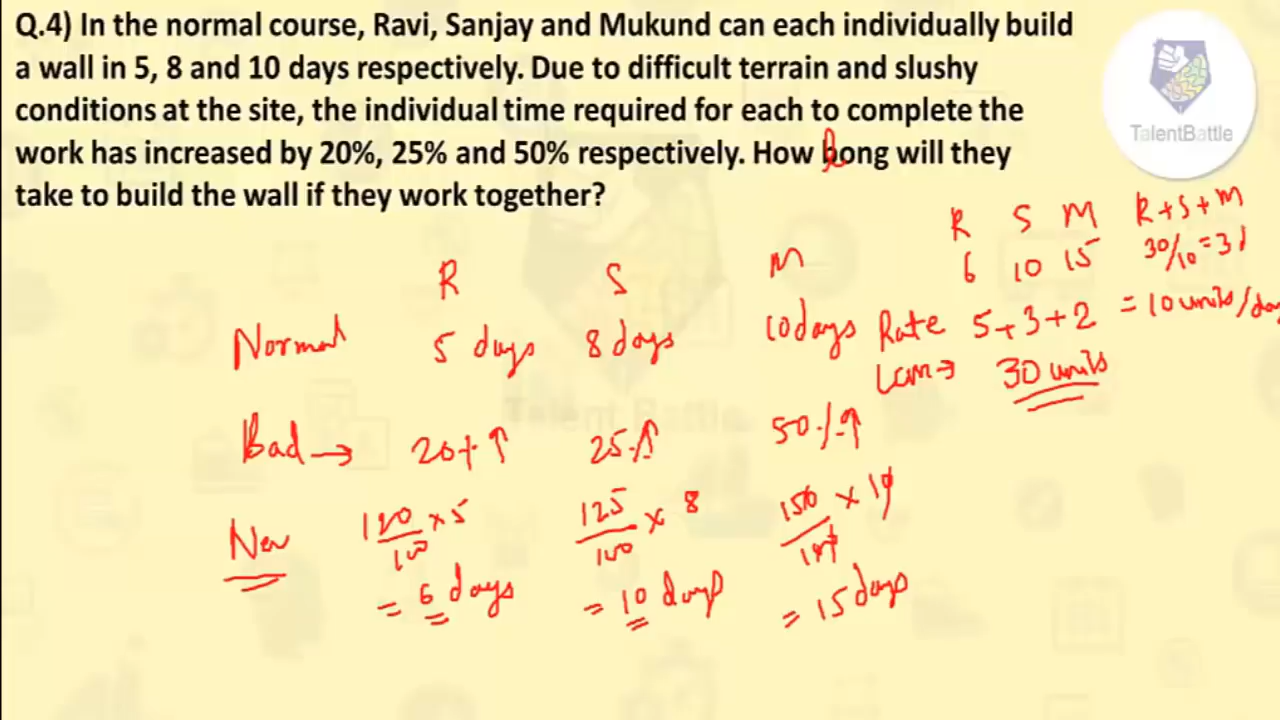 Q.4) In the normal course, Ravi, Sanjay and Mukund can each individually build
a wall in 5, 8 and 10 days respectively. Due to difficult terrain and slushy
conditions at the site, the individual time required for each to complete the
work has increased by 20%, 25% and 50% respectively. How long will they
take to build the wall if they work together?
TalentBattle
R S M R+S+M
6 10 15 30/10 = 3d
Rate 5+3+2 = 10 units/day
Lcm→ 30 units
R S M
Normal 5 days 8 days 10 days
Talent Battle
Bad → 20%↑ 25%↑ 50%↑
New 120/100 × 5 125/100 × 8 150/100 × 10
= 6 days = 10 days = 15 days